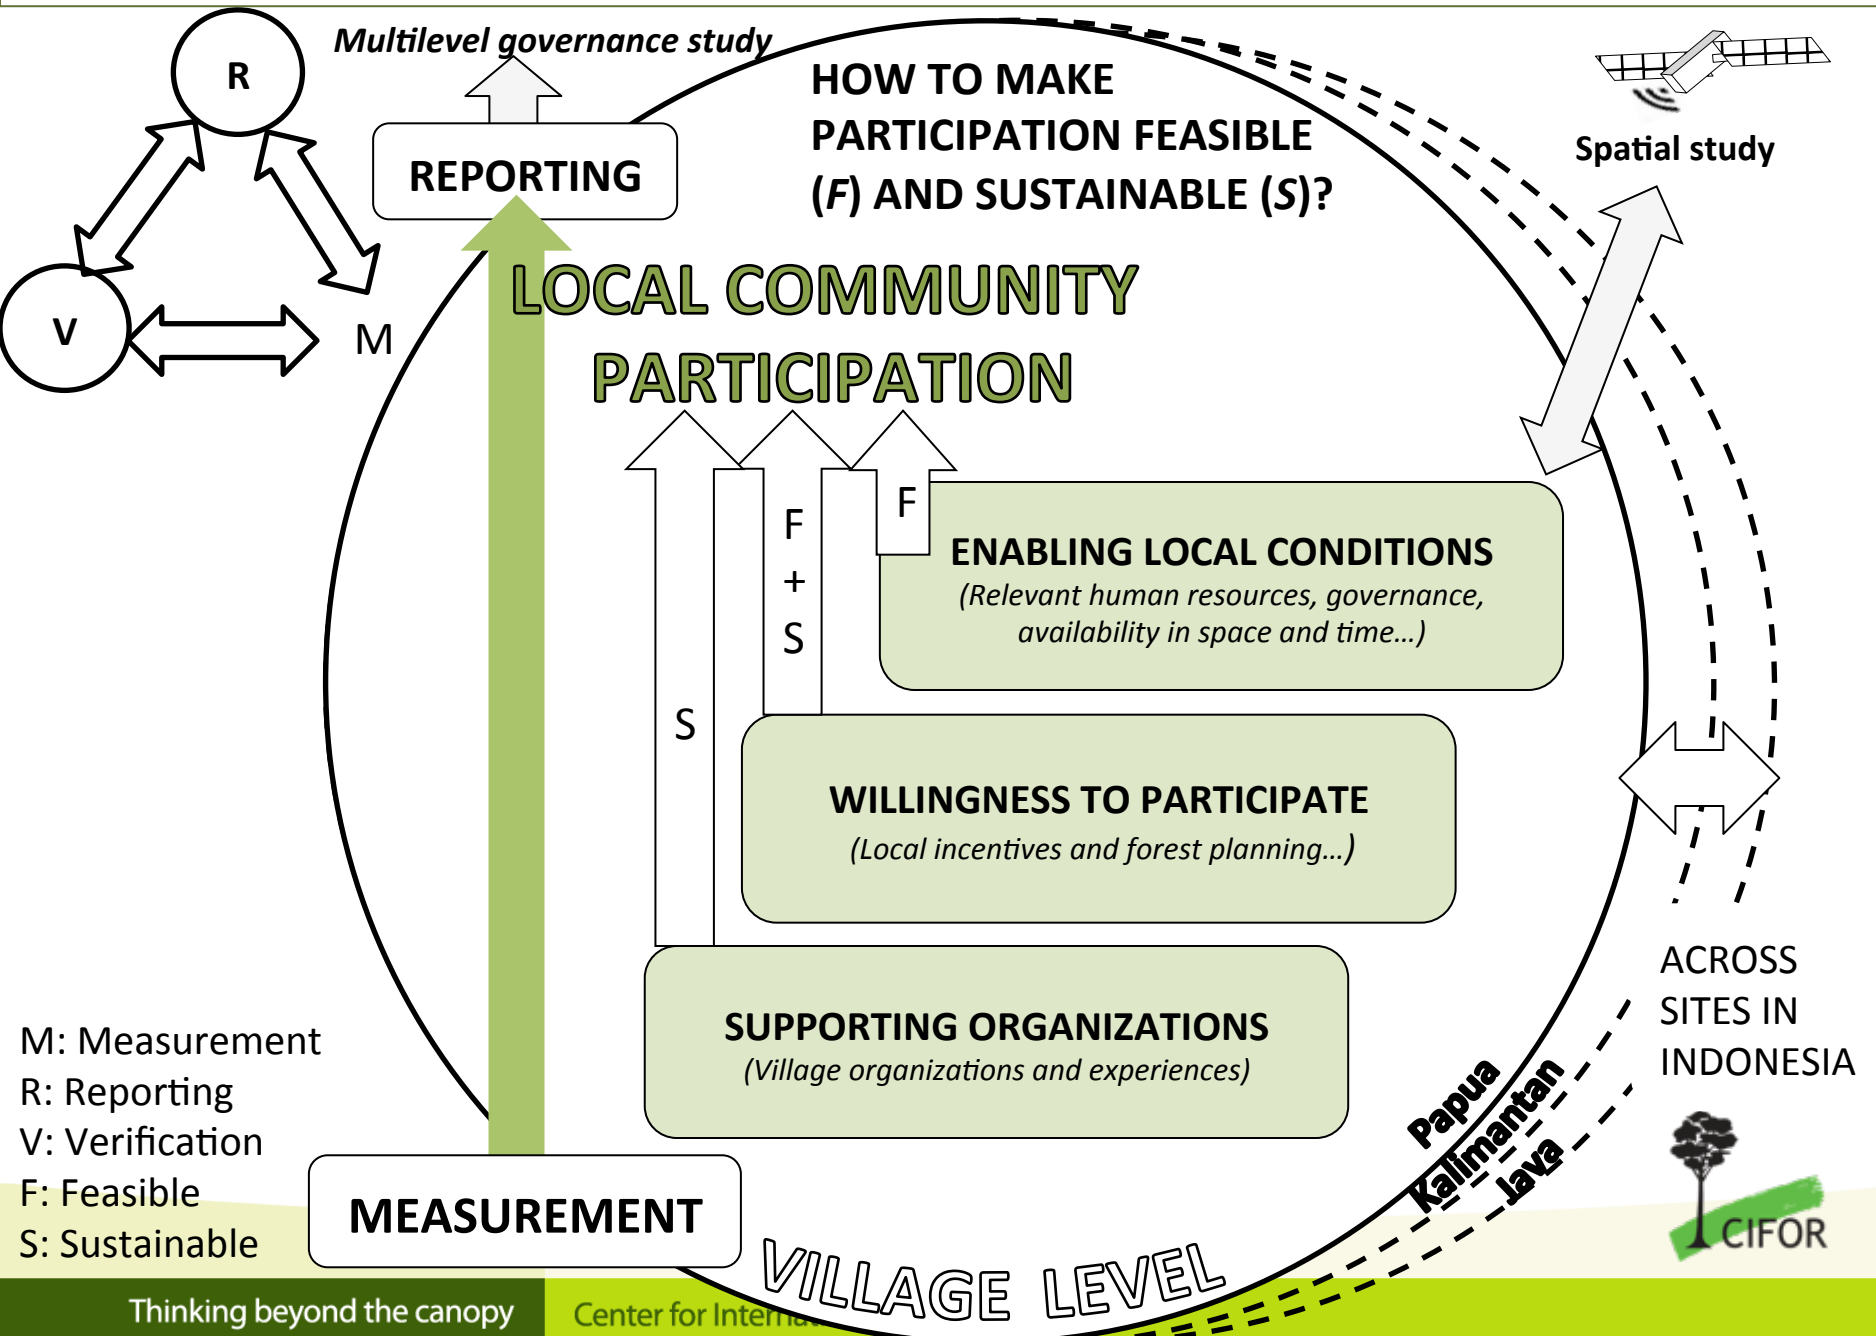 Multilevel governance study
R
V
M
REPORTING
HOW TO MAKE
PARTICIPATION FEASIBLE
(F) AND SUSTAINABLE (S)?
Spatial study
LOCAL COMMUNITY
PARTICIPATION
S
F
+
S
F
ENABLING LOCAL CONDITIONS
(Relevant human resources, governance,
availability in space and time...)
WILLINGNESS TO PARTICIPATE
(Local incentives and forest planning...)
SUPPORTING ORGANIZATIONS
(Village organizations and experiences)
ACROSS
SITES IN
INDONESIA
Papua
Kalimantan
Java
M: Measurement
R: Reporting
V: Verification
F: Feasible
S: Sustainable
MEASUREMENT
VILLAGE LEVEL
CIFOR
Thinking beyond the canopy
Center for